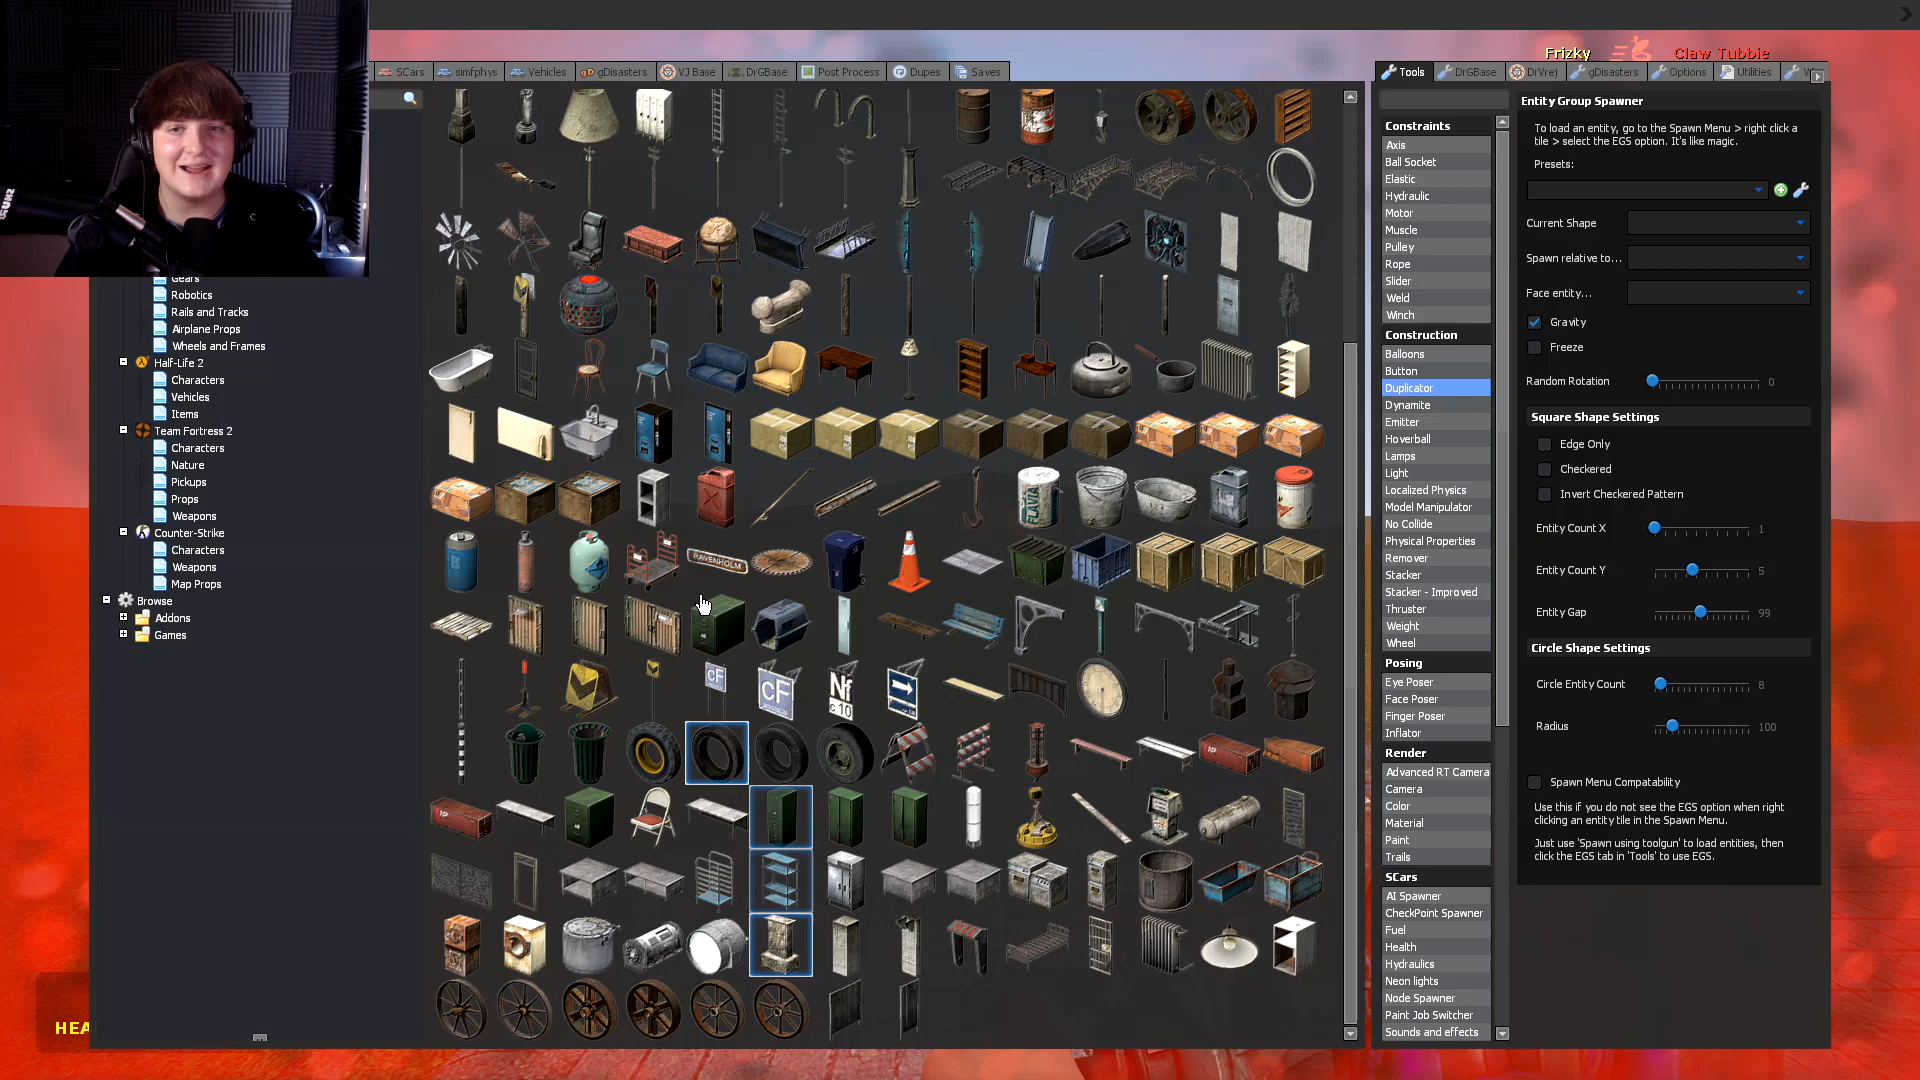 Frizky
Claw Tubbie
SCars
simfphys
Vehicles
gDisasters
VJ Base
DrGBase
Post Process
Dupes
Saves
Tools
DrGBase
DrVrej
gDisasters
Options
Utilities
Gears
Robotics
Rails and Tracks
Airplane Props
Wheels and Frames
Half-Life 2
Characters
Vehicles
Items
Team Fortress 2
Characters
Nature
Pickups
Props
Weapons
Counter-Strike
Characters
Weapons
Map Props
Browse
Addons
Games
RAVENHOLM
CF
CF
Nf
c 10
HEA
Constraints
Axis
Ball Socket
Elastic
Hydraulic
Motor
Muscle
Pulley
Rope
Slider
Weld
Winch
Construction
Balloons
Button
Duplicator
Dynamite
Emitter
Hoverball
Lamps
Light
Localized Physics
Model Manipulator
No Collide
Physical Properties
Remover
Stacker
Stacker - Improved
Thruster
Weight
Wheel
Posing
Eye Poser
Face Poser
Finger Poser
Inflator
Render
Advanced RT Camera
Camera
Color
Material
Paint
Trails
SCars
AI Spawner
CheckPoint Spawner
Fuel
Health
Hydraulics
Neon lights
Node Spawner
Paint Job Switcher
Sounds and effects
Entity Group Spawner
To load an entity, go to the Spawn Menu > right click a
tile > select the EGS option. It's like magic.
Presets:
Current Shape
Spawn relative to...
Face entity...
Gravity
Freeze
Random Rotation 0
Square Shape Settings
Edge Only
Checkered
Invert Checkered Pattern
Entity Count X 1
Entity Count Y 5
Entity Gap 99
Circle Shape Settings
Circle Entity Count 8
Radius 100
Spawn Menu Compatability
Use this if you do not see the EGS option when right
clicking an entity tile in the Spawn Menu.
Just use 'Spawn using toolgun' to load entities, then
click the EGS tab in 'Tools' to use EGS.